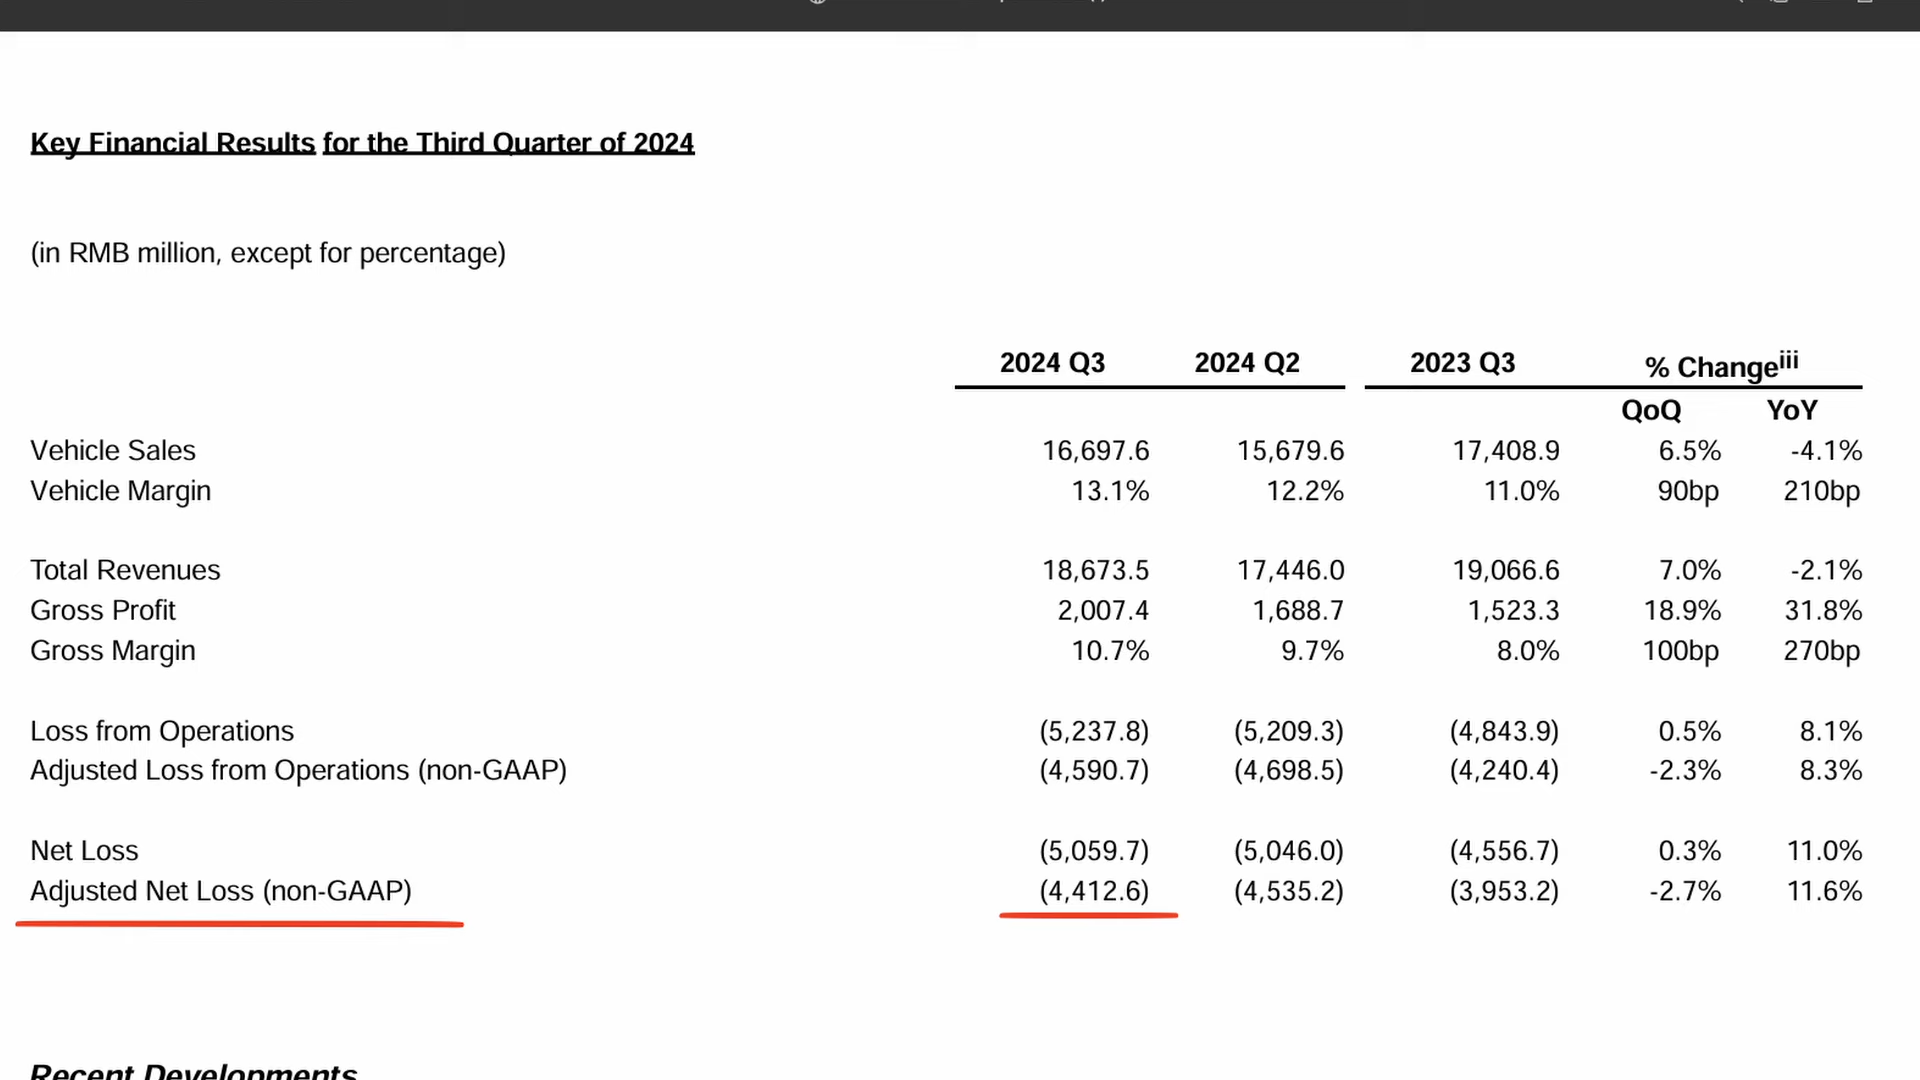 Key Financial Results for the Third Quarter of 2024
(in RMB million, except for percentage)
2024 Q3 2024 Q2 2023 Q3 % Changeiii
QoQ YoY
Vehicle Sales 16,697.6 15,679.6 17,408.9 6.5% -4.1%
Vehicle Margin 13.1% 12.2% 11.0% 90bp 210bp
Total Revenues 18,673.5 17,446.0 19,066.6 7.0% -2.1%
Gross Profit 2,007.4 1,688.7 1,523.3 18.9% 31.8%
Gross Margin 10.7% 9.7% 8.0% 100bp 270bp
Loss from Operations (5,237.8) (5,209.3) (4,843.9) 0.5% 8.1%
Adjusted Loss from Operations (non-GAAP) (4,590.7) (4,698.5) (4,240.4) -2.3% 8.3%
Net Loss (5,059.7) (5,046.0) (4,556.7) 0.3% 11.0%
Adjusted Net Loss (non-GAAP) (4,412.6) (4,535.2) (3,953.2) -2.7% 11.6%
Recent Developments